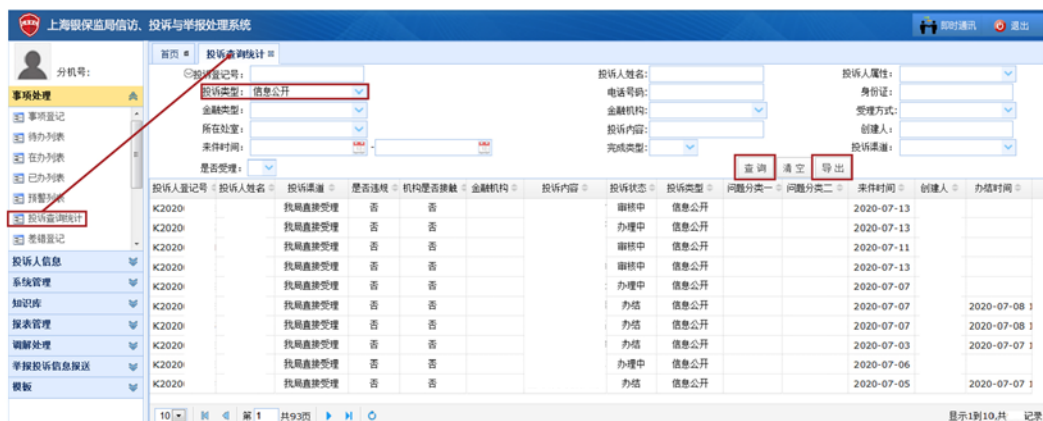 上海银保监局信访、投诉与举报处理系统
即时通讯 退出
分机号:
首页 投诉查询统计
投诉登记号: 投诉人姓名: 投诉人属性:
事项处理 投诉类型: 信息公开 电话号码: 身份证:
事项登记 金融类型: 金融机构: 受理方式:
待办列表 所在处室: 投诉内容: 创建人:
在办列表 来件时间: - 完成类型: 投诉渠道:
已办列表 是否受理: 查询 清空 导出
预警列表
投诉查询统计
差错登记
投诉人信息
系统管理
知识库
报表管理
调解处理
举报投诉信息报送
模板
投诉人登记号 投诉人姓名 投诉渠道 是否违规 机构是否接触 金融机构 投诉内容 投诉状态 投诉类型 问题分类一 问题分类二 来件时间 创建人 办结时间
K2020 我局直接受理 否 否 审核中 信息公开 2020-07-13
K2020 我局直接受理 否 否 办理中 信息公开 2020-07-13
K2020 我局直接受理 否 否 审核中 信息公开 2020-07-11
K2020 我局直接受理 否 否 审核中 信息公开 2020-07-13
K2020 我局直接受理 否 否 办理中 信息公开 2020-07-07
K2020 我局直接受理 否 否 办结 信息公开 2020-07-07 2020-07-08 1
K2020 我局直接受理 否 否 办结 信息公开 2020-07-07 2020-07-08 1
K2020 我局直接受理 否 否 办结 信息公开 2020-07-03 2020-07-07 1
K2020 我局直接受理 否 否 办理中 信息公开 2020-07-06
K2020 我局直接受理 否 否 办结 信息公开 2020-07-05 2020-07-07 1
10 第 1 共93页 显示1到10,共 记录